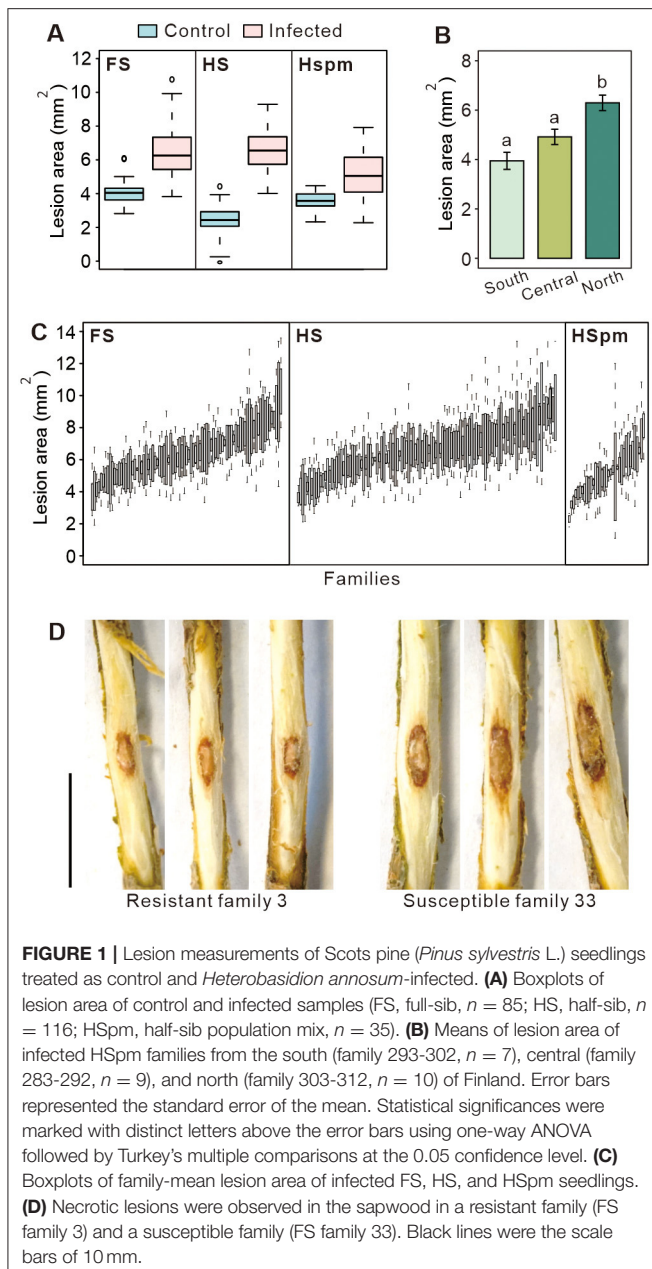 A
Control Infected
FS HS Hspm
Lesion area (mm2)
12
10
8
6
4
2
0
B
Lesion area (mm2)
8
6
4
2
0
a a b
South Central North
C
FS HS HSpm
Lesion area (mm2)
14
12
10
8
6
4
2
0
Families
D
Resistant family 3 Susceptible family 33
FIGURE 1 | Lesion measurements of Scots pine (Pinus sylvestris L.) seedlings
treated as control and Heterobasidion annosum-infected. (A) Boxplots of
lesion area of control and infected samples (FS, full-sib, n = 85; HS, half-sib, n
= 116; HSpm, half-sib population mix, n = 35). (B) Means of lesion area of
infected HSpm families from the south (family 293-302, n = 7), central (family
283-292, n = 9), and north (family 303-312, n = 10) of Finland. Error bars
represented the standard error of the mean. Statistical significances were
marked with distinct letters above the error bars using one-way ANOVA
followed by Turkey's multiple comparisons at the 0.05 confidence level. (C)
Boxplots of family-mean lesion area of infected FS, HS, and HSpm seedlings.
(D) Necrotic lesions were observed in the sapwood in a resistant family (FS
family 3) and a susceptible family (FS family 33). Black lines were the scale
bars of 10 mm.